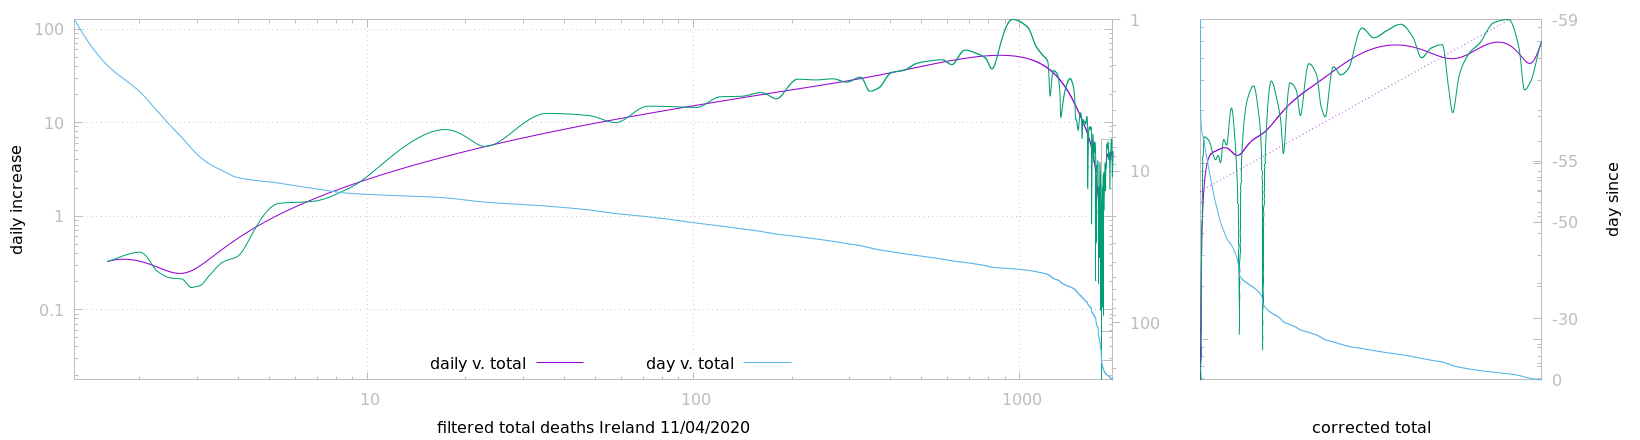 100
10
1
0.1
daily increase
daily v. total
day v. total
10
100
1000
filtered total deaths Ireland 11/04/2020
1
10
100
-59
-55
-50
-30
0
day since
corrected total